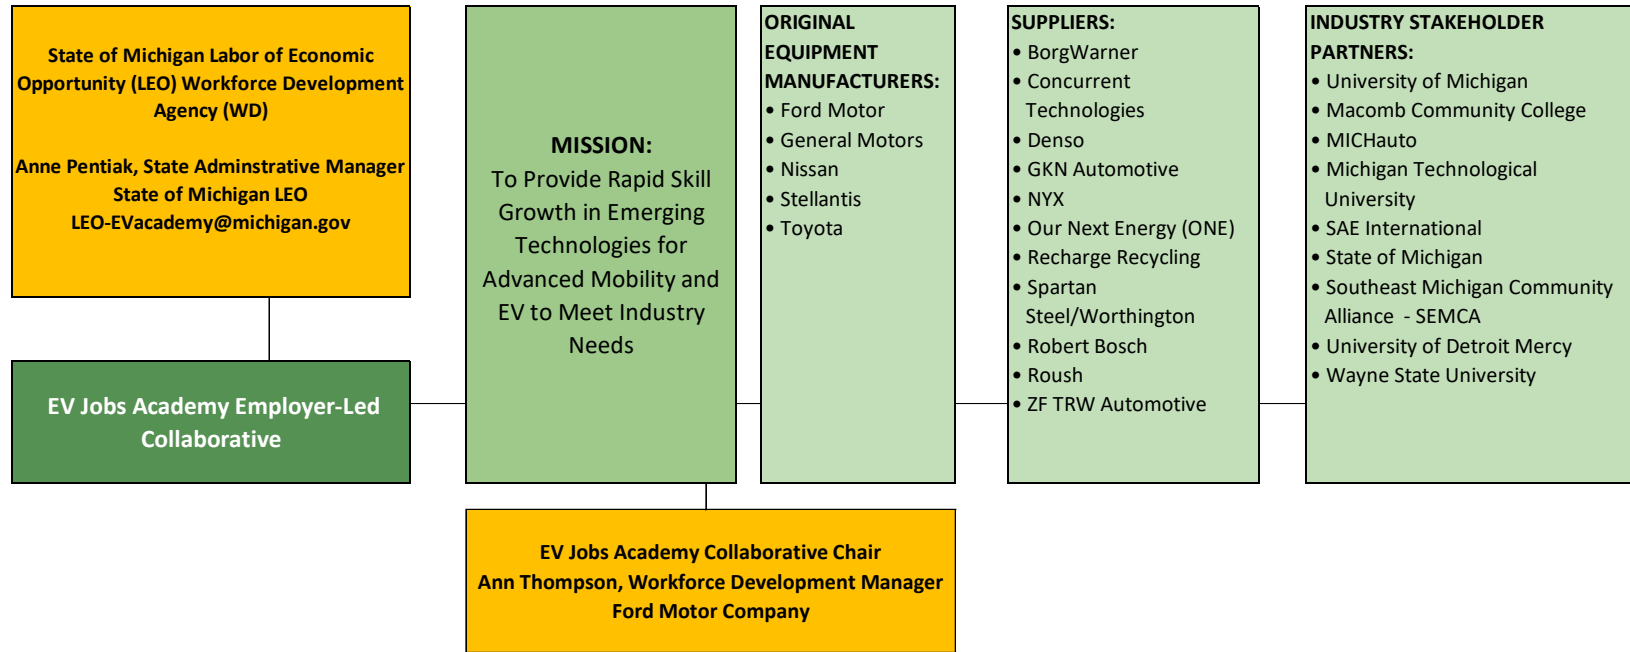 State of Michigan Labor of Economic
Opportunity (LEO) Workforce Development
Agency (WD)
Anne Pentiak, State Adminstrative Manager
State of Michigan LEO
LEO-EVacademy@michigan.gov
EV Jobs Academy Employer-Led
Collaborative
MISSION:
To Provide Rapid Skill
Growth in Emerging
Technologies for
Advanced Mobility and
EV to Meet Industry
Needs
ORIGINAL
EQUIPMENT
MANUFACTURERS:
• Ford Motor
• General Motors
• Nissan
• Stellantis
• Toyota
SUPPLIERS:
• BorgWarner
• Concurrent
Technologies
• Denso
• GKN Automotive
• NYX
• Our Next Energy (ONE)
• Recharge Recycling
• Spartan
Steel/Worthington
• Robert Bosch
• Roush
• ZF TRW Automotive
INDUSTRY STAKEHOLDER
PARTNERS:
• University of Michigan
• Macomb Community College
• MICHauto
• Michigan Technological
University
• SAE International
• State of Michigan
• Southeast Michigan Community
Alliance - SEMCA
• University of Detroit Mercy
• Wayne State University
EV Jobs Academy Collaborative Chair
Ann Thompson, Workforce Development Manager
Ford Motor Company